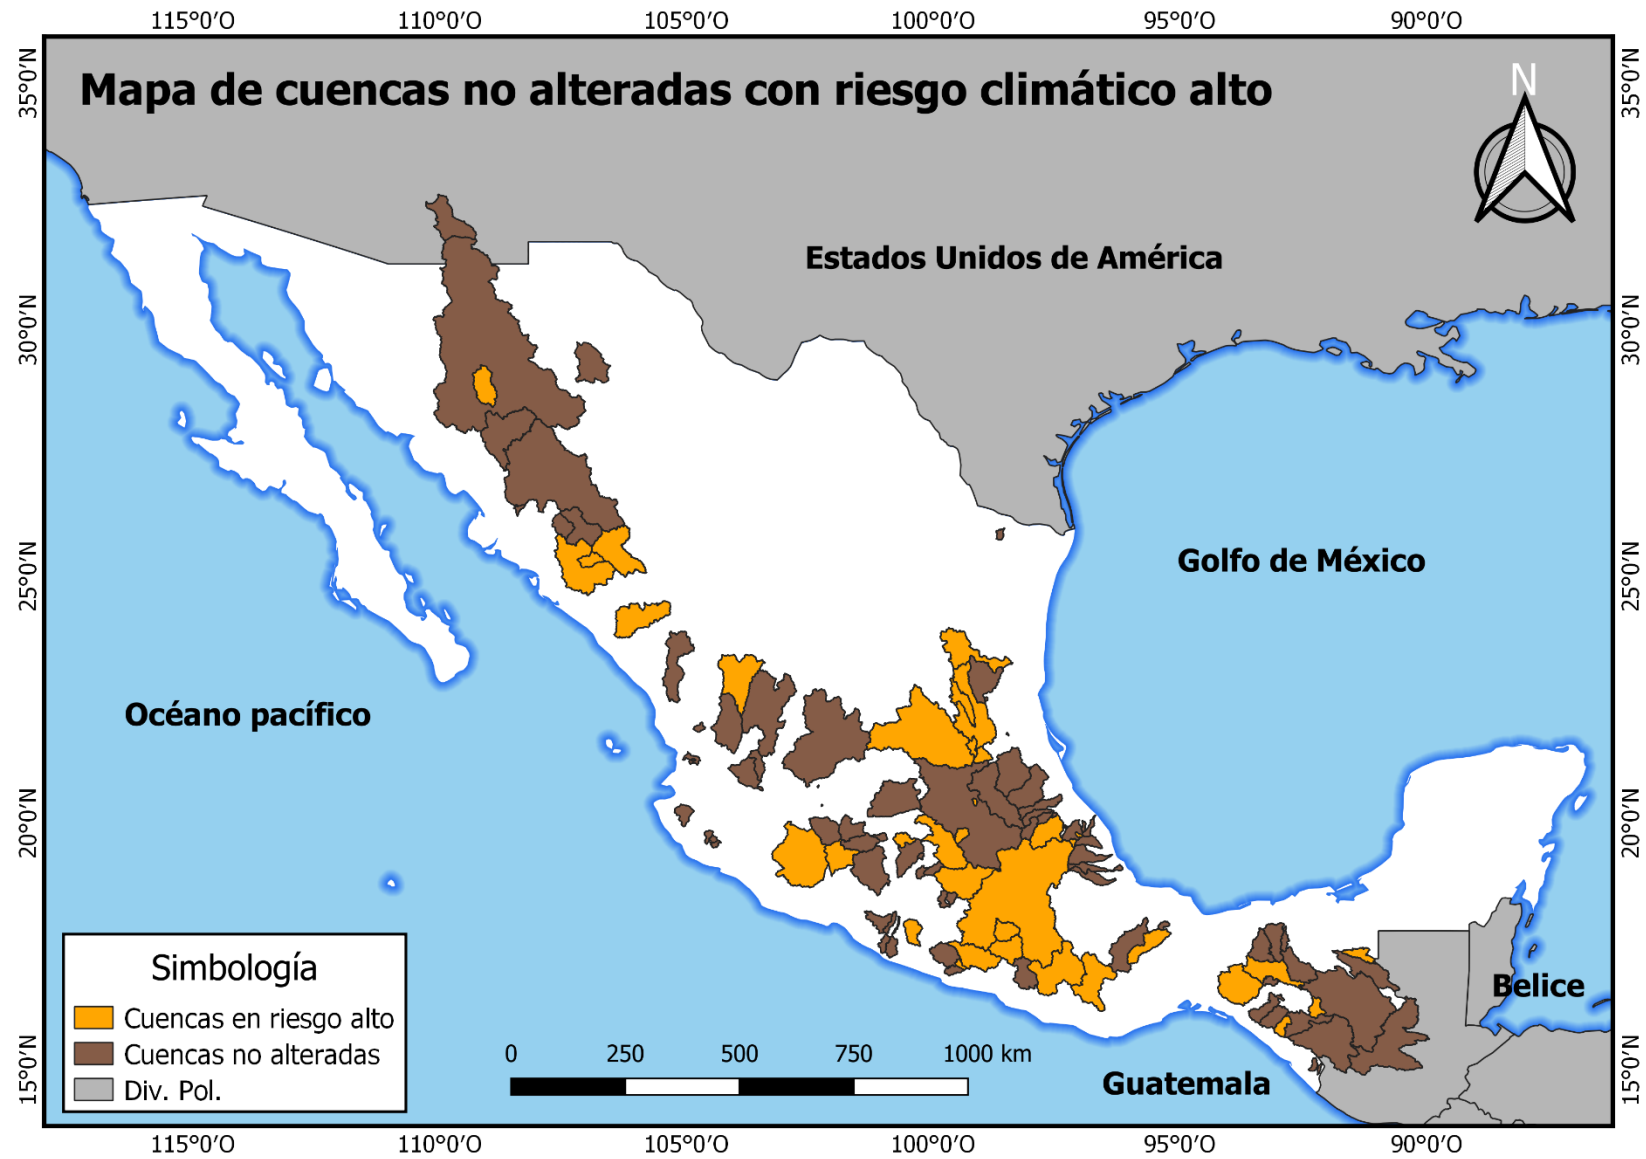 115°0'O 110°0'O 105°0'O 100°0'O 95°0'O 90°0'O
35°0'N
35°0'N
Mapa de cuencas no alteradas con riesgo climático alto
N
Estados Unidos de América
30°0'N
30°0'N
25°0'N
Golfo de México
25°0'N
Océano pacífico
20°0'N
20°0'N
Simbología
Cuencas en riesgo alto
Cuencas no alteradas
Div. Pol.
0 250 500 750 1000 km
Belice
Guatemala
15°0'N
15°0'N
115°0'O 110°0'O 105°0'O 100°0'O 95°0'O 90°0'O